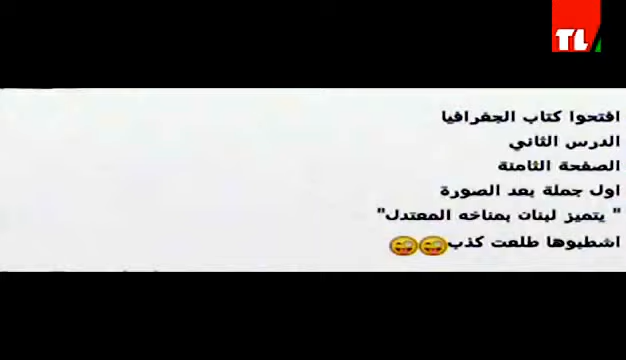 TL
افتحوا كتاب الجغرافيا
الدرس الثاني
الصفحة الثامنة
اول جملة بعد الصورة
" يتميز لبنان بمناخه المعتدل"
اشطبوها طلعت كذب😜😜